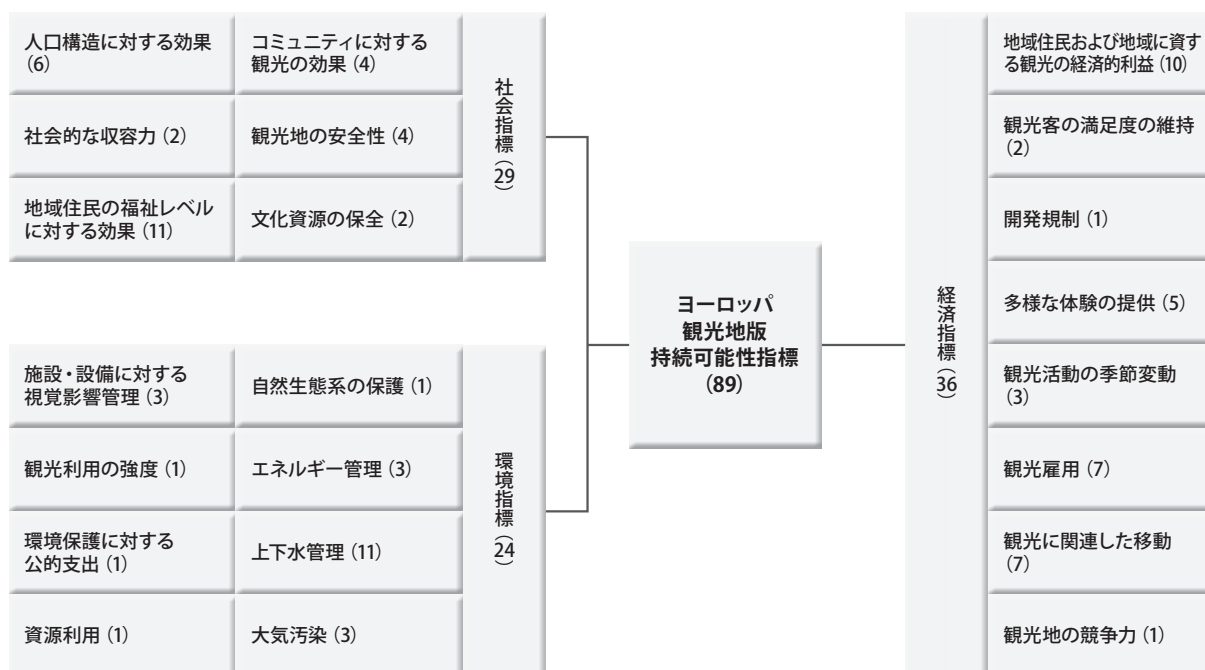 人口構造に対する効果
(6)
コミュニティに対する
観光の効果 (4)
社会的な収容力 (2)
観光地の安全性 (4)
地域住民の福祉レベル
に対する効果 (11)
文化資源の保全 (2)
社会指標 (29)
施設・設備に対する
視覚影響管理 (3)
自然生態系の保護 (1)
観光利用の強度 (1)
エネルギー管理 (3)
環境保護に対する
公的支出 (1)
上下水管理 (11)
資源利用 (1)
大気汚染 (3)
環境指標 (24)
ヨーロッパ
観光地版
持続可能性指標
(89)
経済指標 (36)
地域住民および地域に資す
る観光の経済的利益 (10)
観光客の満足度の維持
(2)
開発規制 (1)
多様な体験の提供 (5)
観光活動の季節変動
(3)
観光雇用 (7)
観光に関連した移動
(7)
観光地の競争力 (1)